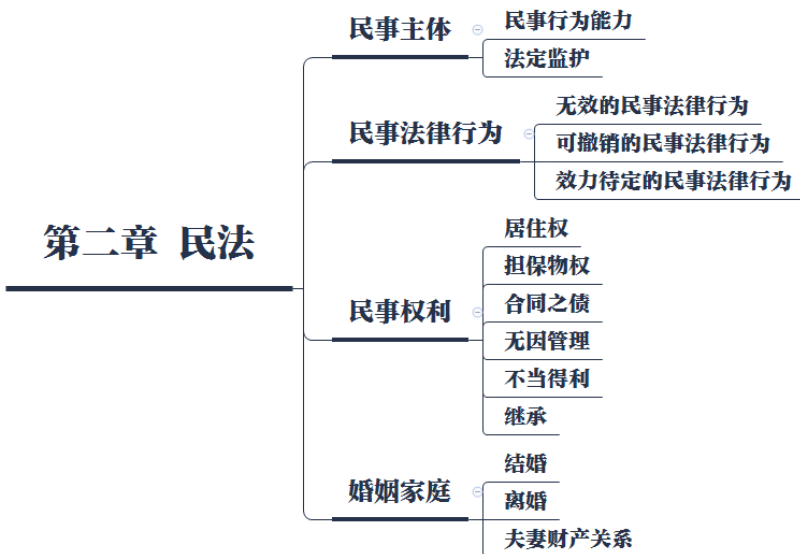 第二章 民法
民事主体
民事行为能力
法定监护
民事法律行为
无效的民事法律行为
可撤销的民事法律行为
效力待定的民事法律行为
民事权利
居住权
担保物权
合同之债
无因管理
不当得利
继承
婚姻家庭
结婚
离婚
夫妻财产关系